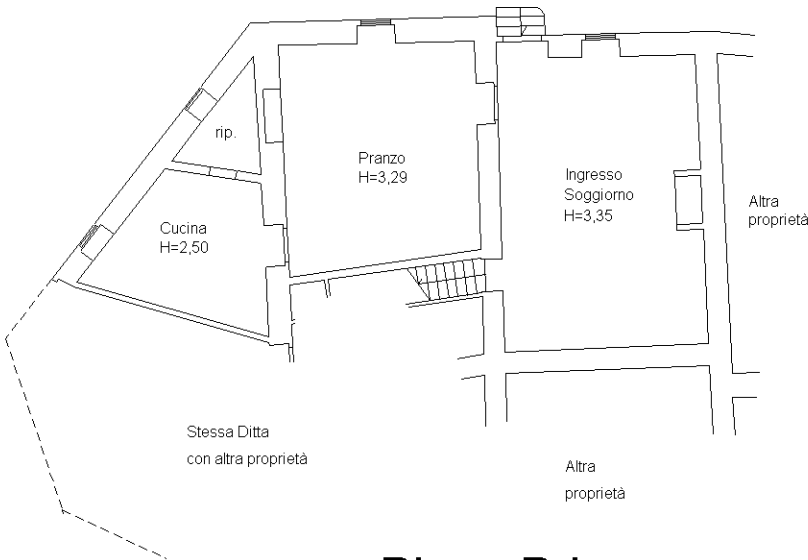 rip.
Pranzo
H=3,29
Ingresso
Soggiorno
H=3,35
Altra
proprietà
Cucina
H=2,50
Stessa Ditta
con altra proprietà
Altra
proprietà